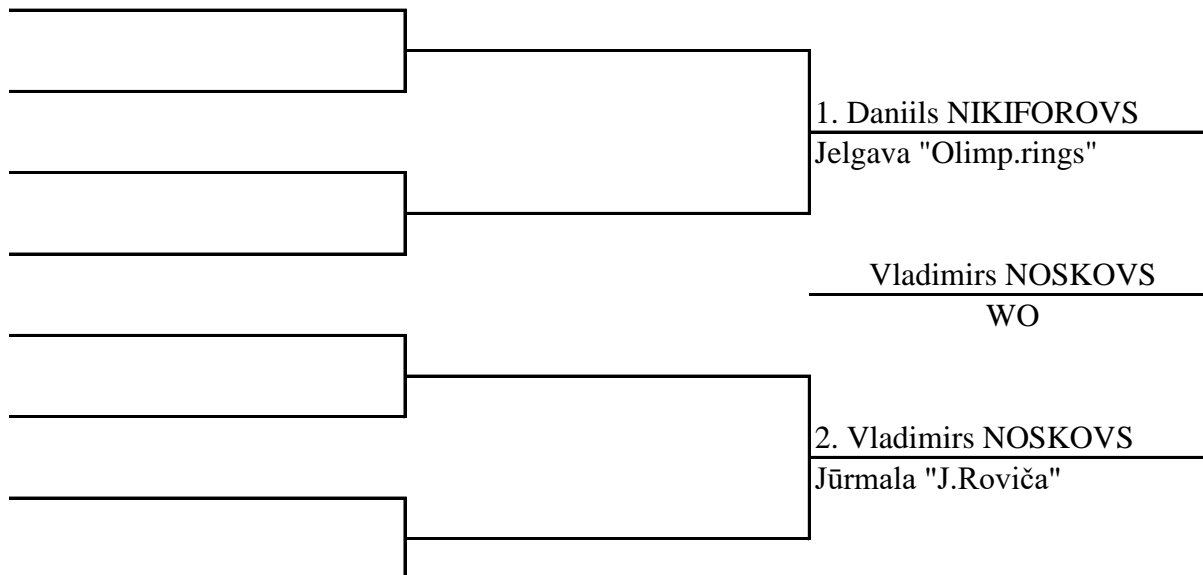 1. Daniils NIKIFOROVS
Jelgava "Olimp.rings"
Vladimirs NOSKOVS
WO
2. Vladimirs NOSKOVS
Jūrmala "J.Roviča"